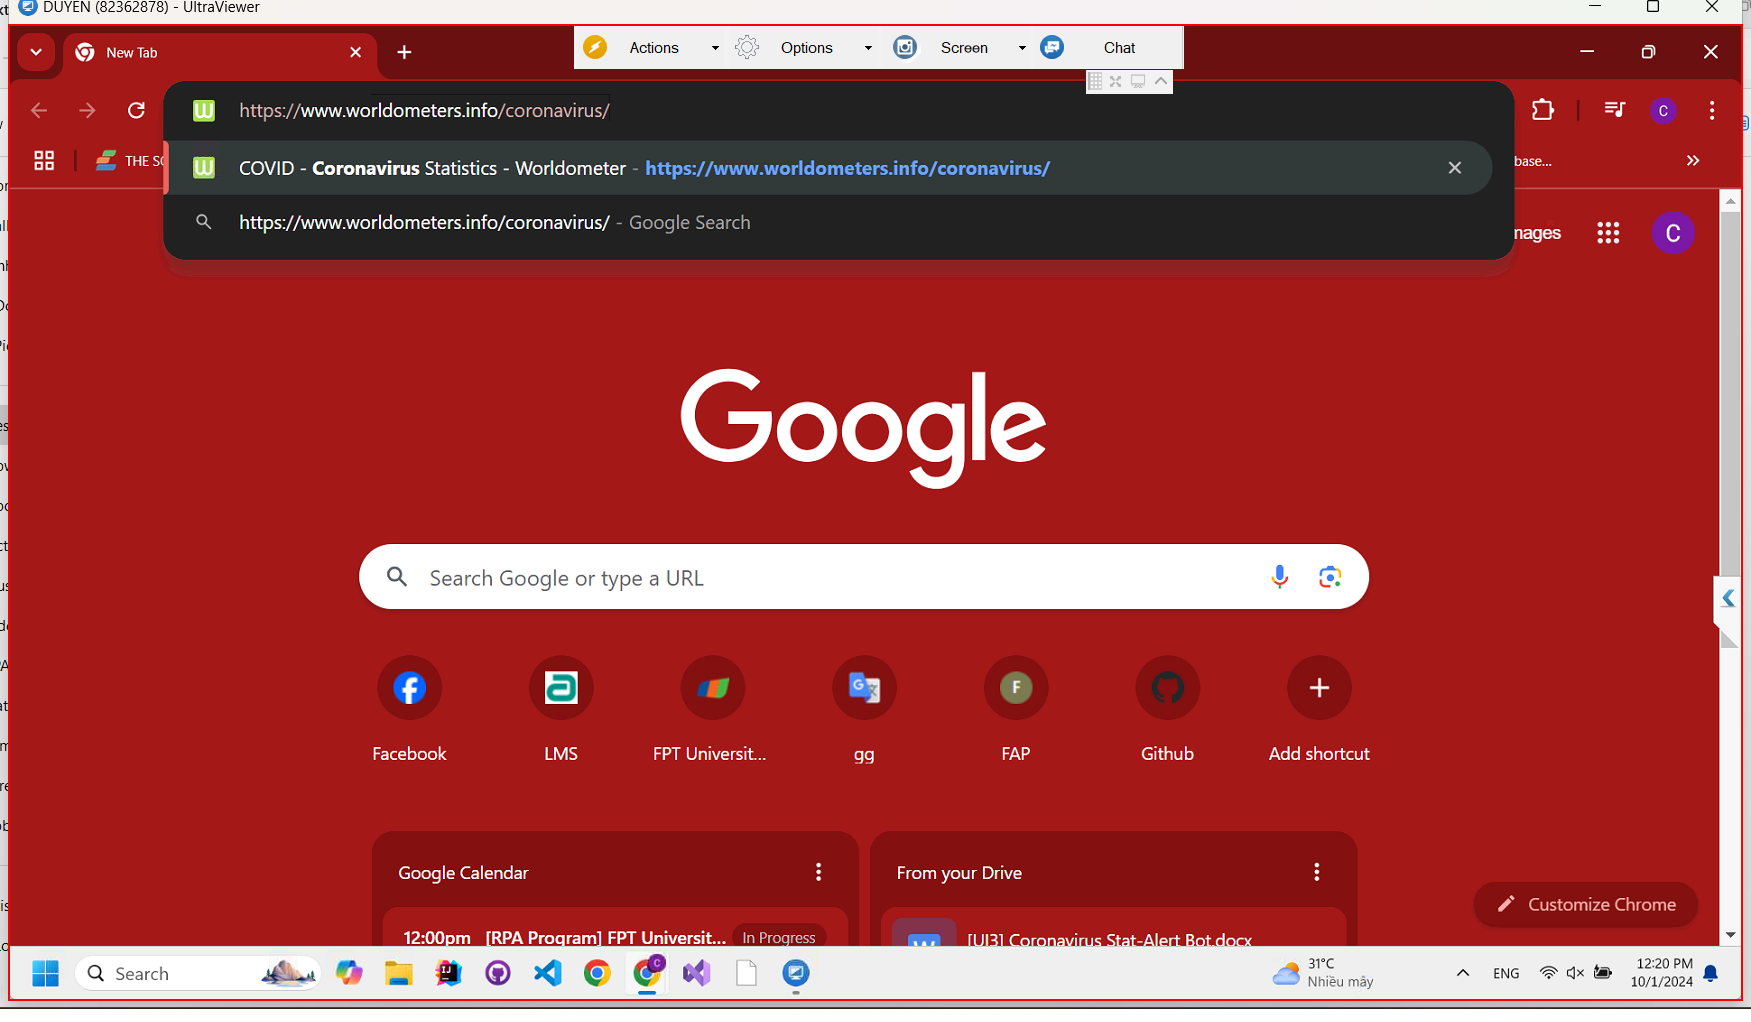 DUYEN (82362878) - UltraViewer
New Tab
Actions Options Screen Chat
https://www.worldometers.info/coronavirus/
COVID - Coronavirus Statistics - Worldometer - https://www.worldometers.info/coronavirus/
https://www.worldometers.info/coronavirus/ - Google Search
THE SC
base...
mages
C
C
Google
Search Google or type a URL
F
Facebook LMS FPT Universit... gg FAP Github Add shortcut
Google Calendar
From your Drive
12:00pm [RPA Program] FPT Universit... In Progress
[UI3] Coronavirus Stat-Alert Bot.docx
Customize Chrome
Search
31°C
Nhiều mây
ENG
12:20 PM
10/1/2024